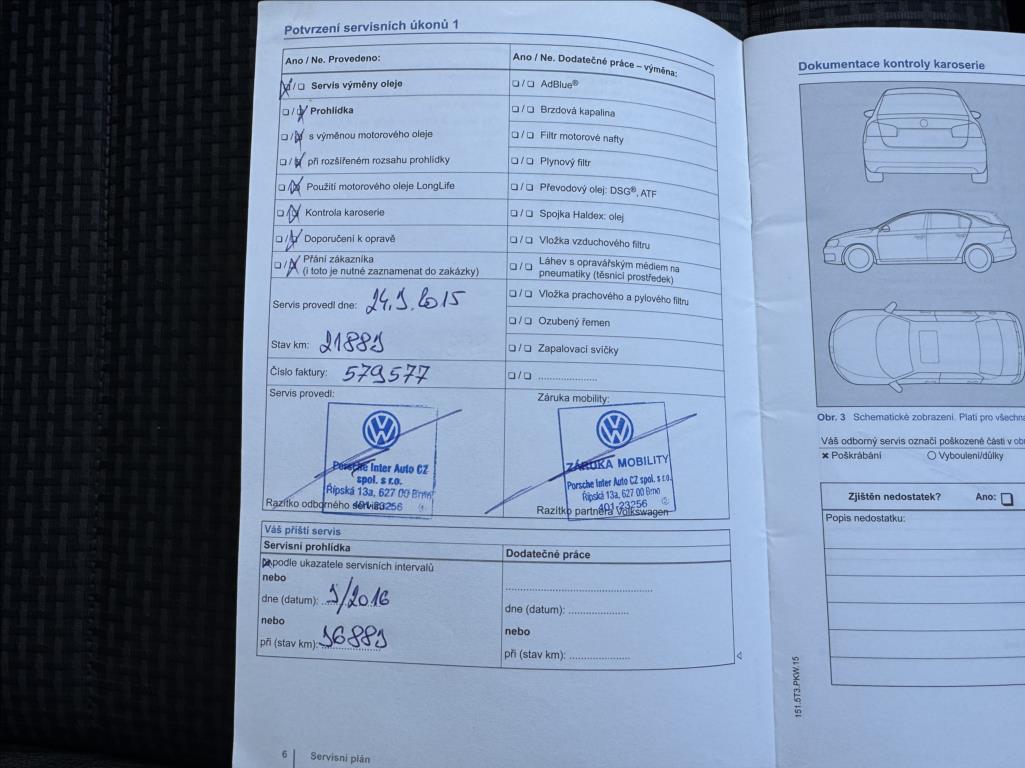 Potvrzení servisních úkonů 1
Ano / Ne. Provedeno:
Servis výměny oleje
Prohlídka
s výměnou motorového oleje
při rozšířeném rozsahu prohlídky
Použití motorového oleje LongLife
Kontrola karoserie
Doporučení k opravě
Přání zákazníka
(i toto je nutné zaznamenat do zakázky)
Servis provedl dne: 24.9.2015
Stav km: 21889
Číslo faktury: 579577
Servis provedl:
Porsche Inter Auto CZ
spol. s r.o.
Řípská 13a, 627 00 Brno
401-23256
Razítko odborného servisu
Ano / Ne. Dodatečné práce – výměna:
❑ / ❑ AdBlue®
❑ / ❑ Brzdová kapalina
❑ / ❑ Filtr motorové nafty
❑ / ❑ Plynový filtr
❑ / ❑ Převodový olej: DSG®, ATF
❑ / ❑ Spojka Haldex: olej
❑ / ❑ Vložka vzduchového filtru
❑ / ❑ Láhev s opravářským médiem na
pneumatiky (těsnicí prostředek)
❑ / ❑ Vložka prachového a pylového filtru
❑ / ❑ Ozubený řemen
❑ / ❑ Zapalovací svíčky
❑ / ❑ .....................
Záruka mobility:
ZÁRUKA MOBILITY
Porsche Inter Auto CZ spol. s r.o.
Řípská 13a, 627 00 Brno
401-23256
Razítko partnera Volkswagen
Váš příští servis
Servisní prohlídka
podle ukazatele servisních intervalů
nebo
dne (datum): 9/2016
nebo
při (stav km): 36889
Dodatečné práce
dne (datum): .....................
nebo
při (stav km): .....................
6 Servisní plán
Dokumentace kontroly karoserie
Obr. 3 Schematické zobrazení. Platí pro všechna
Váš odborný servis označí poškozené části v
Poškrábání
Vyboulení/důlky
Zjištěn nedostatek? Ano: ❑
Popis nedostatku:
151.5T3.PKW.15